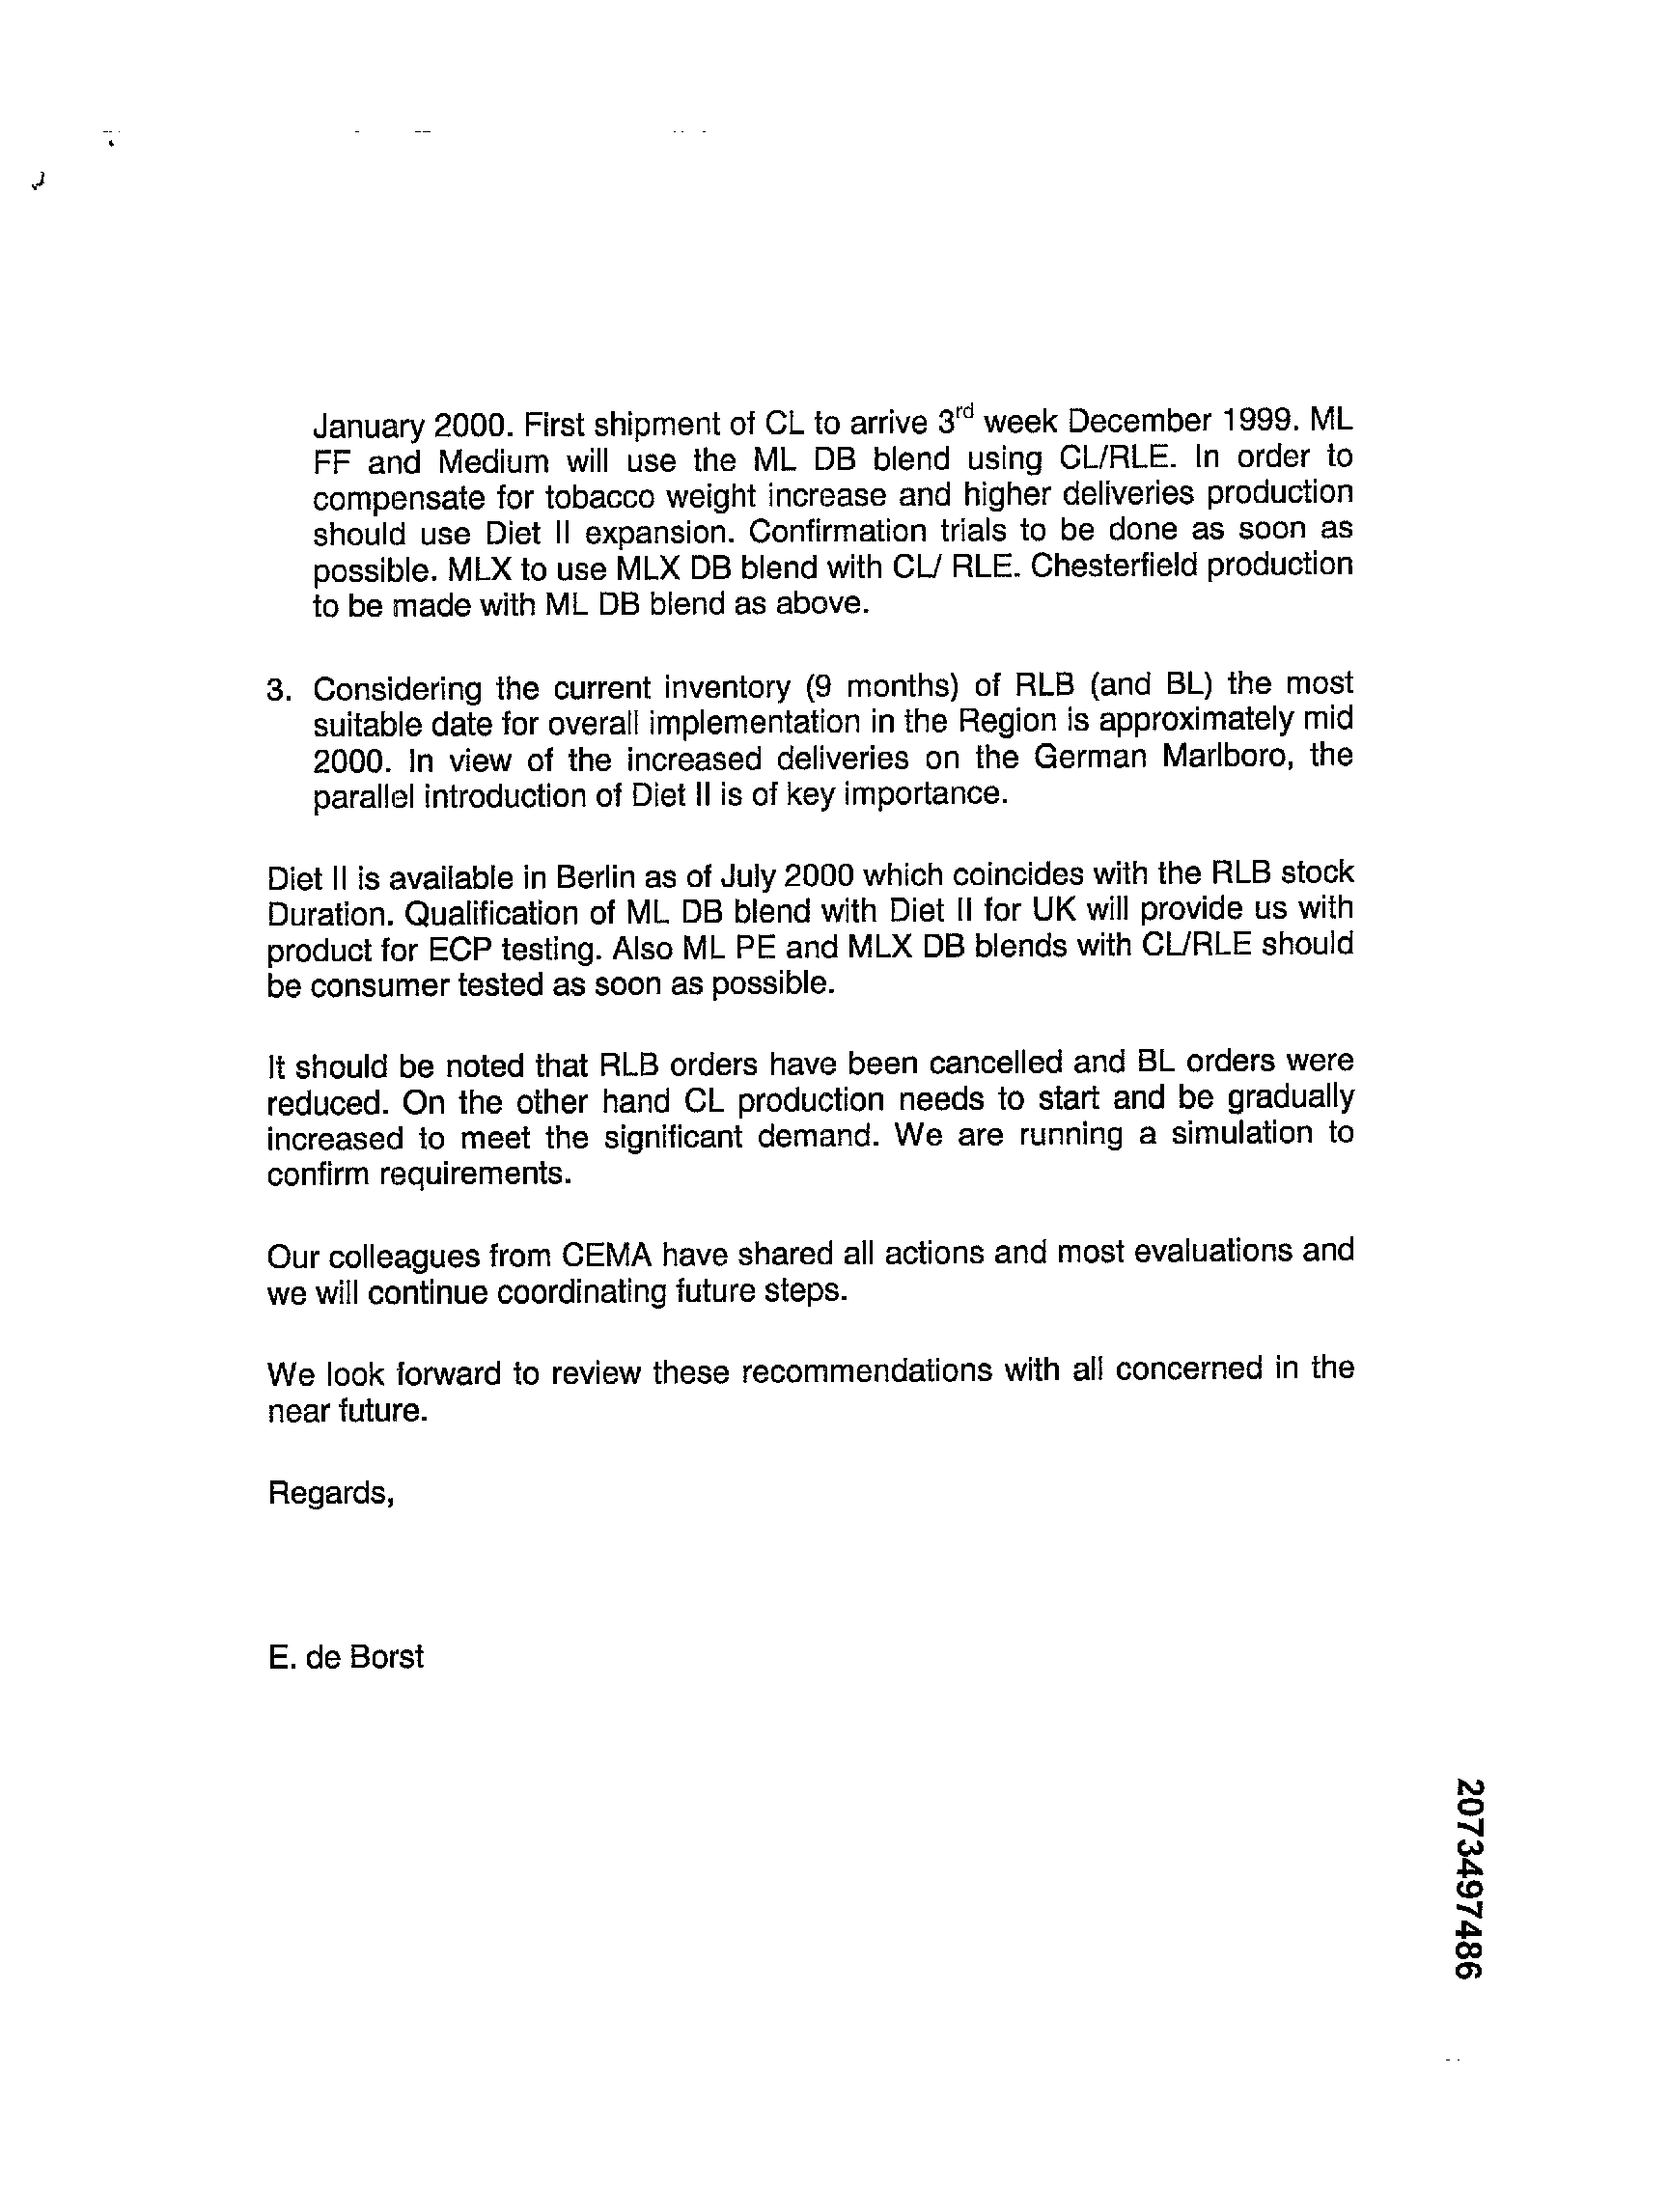 January 2000. First shipment of CL to arrive 3rd week December 1999. ML
FF and Medium will use the ML DB blend using CL/RLE. In order to
compensate for tobacco weight increase and higher deliveries production
should use Diet II expansion. Confirmation trials to be done as soon as
possible. MLX to use MLX DB blend with CL/ RLE. Chesterfield production
to be made with ML DB blend as above.
3. Considering the current inventory (9 months) of RLB (and BL) the most
suitable date for overall implementation in the Region is approximately mid
2000. In view of the increased deliveries on the German Marlboro, the
parallel introduction of Diet II is of key importance.
Diet II is available in Berlin as of July 2000 which coincides with the RLB stock
Duration. Qualification of ML DB blend with Diet II for UK will provide us with
product for ECP testing. Also ML PE and MLX DB blends with CL/RLE should
be consumer tested as soon as possible.
It should be noted that RLB orders have been cancelled and BL orders were
reduced. On the other hand CL production needs to start and be gradually
increased to meet the significant demand. We are running a simulation to
confirm requirements.
Our colleagues from CEMA have shared all actions and most evaluations and
we will continue coordinating future steps.
We look forward to review these recommendations with all concerned in the
near future.
Regards,
E. de Borst
2073497486